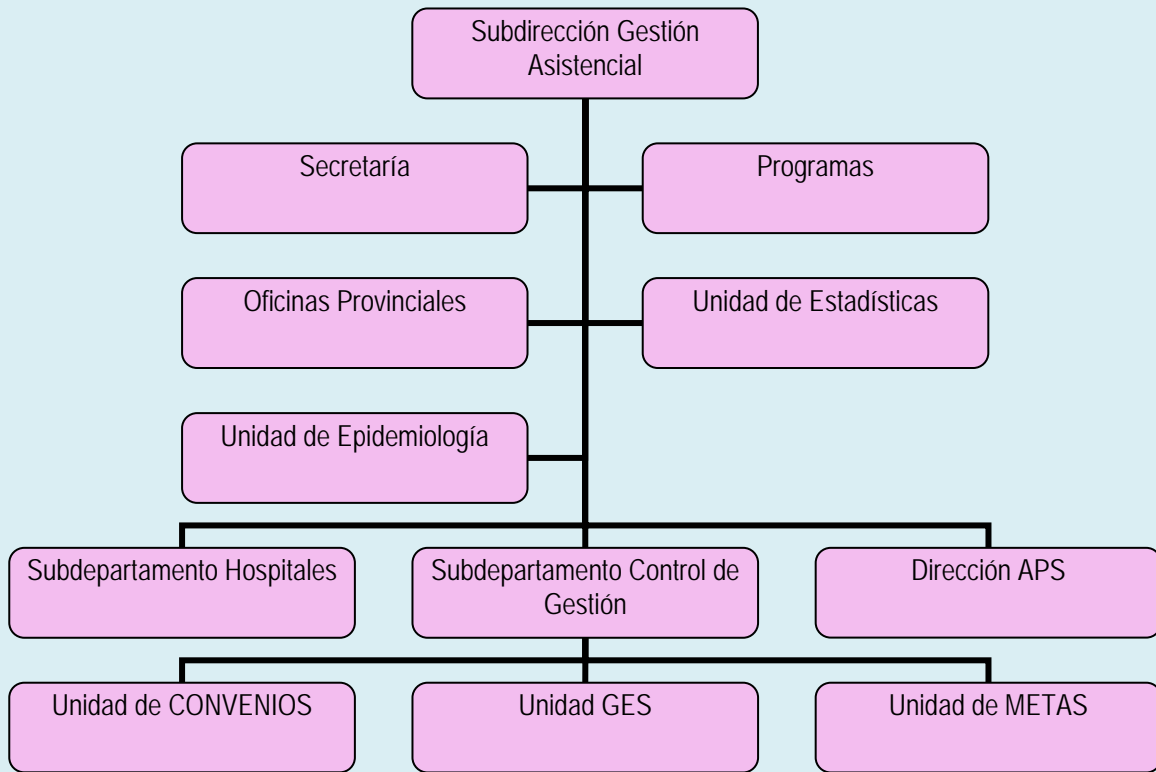 Subdirección Gestión
Asistencial
Secretaría
Programas
Oficinas Provinciales
Unidad de Estadísticas
Unidad de Epidemiología
Subdepartamento Hospitales
Subdepartamento Control de
Gestión
Dirección APS
Unidad de CONVENIOS
Unidad GES
Unidad de METAS